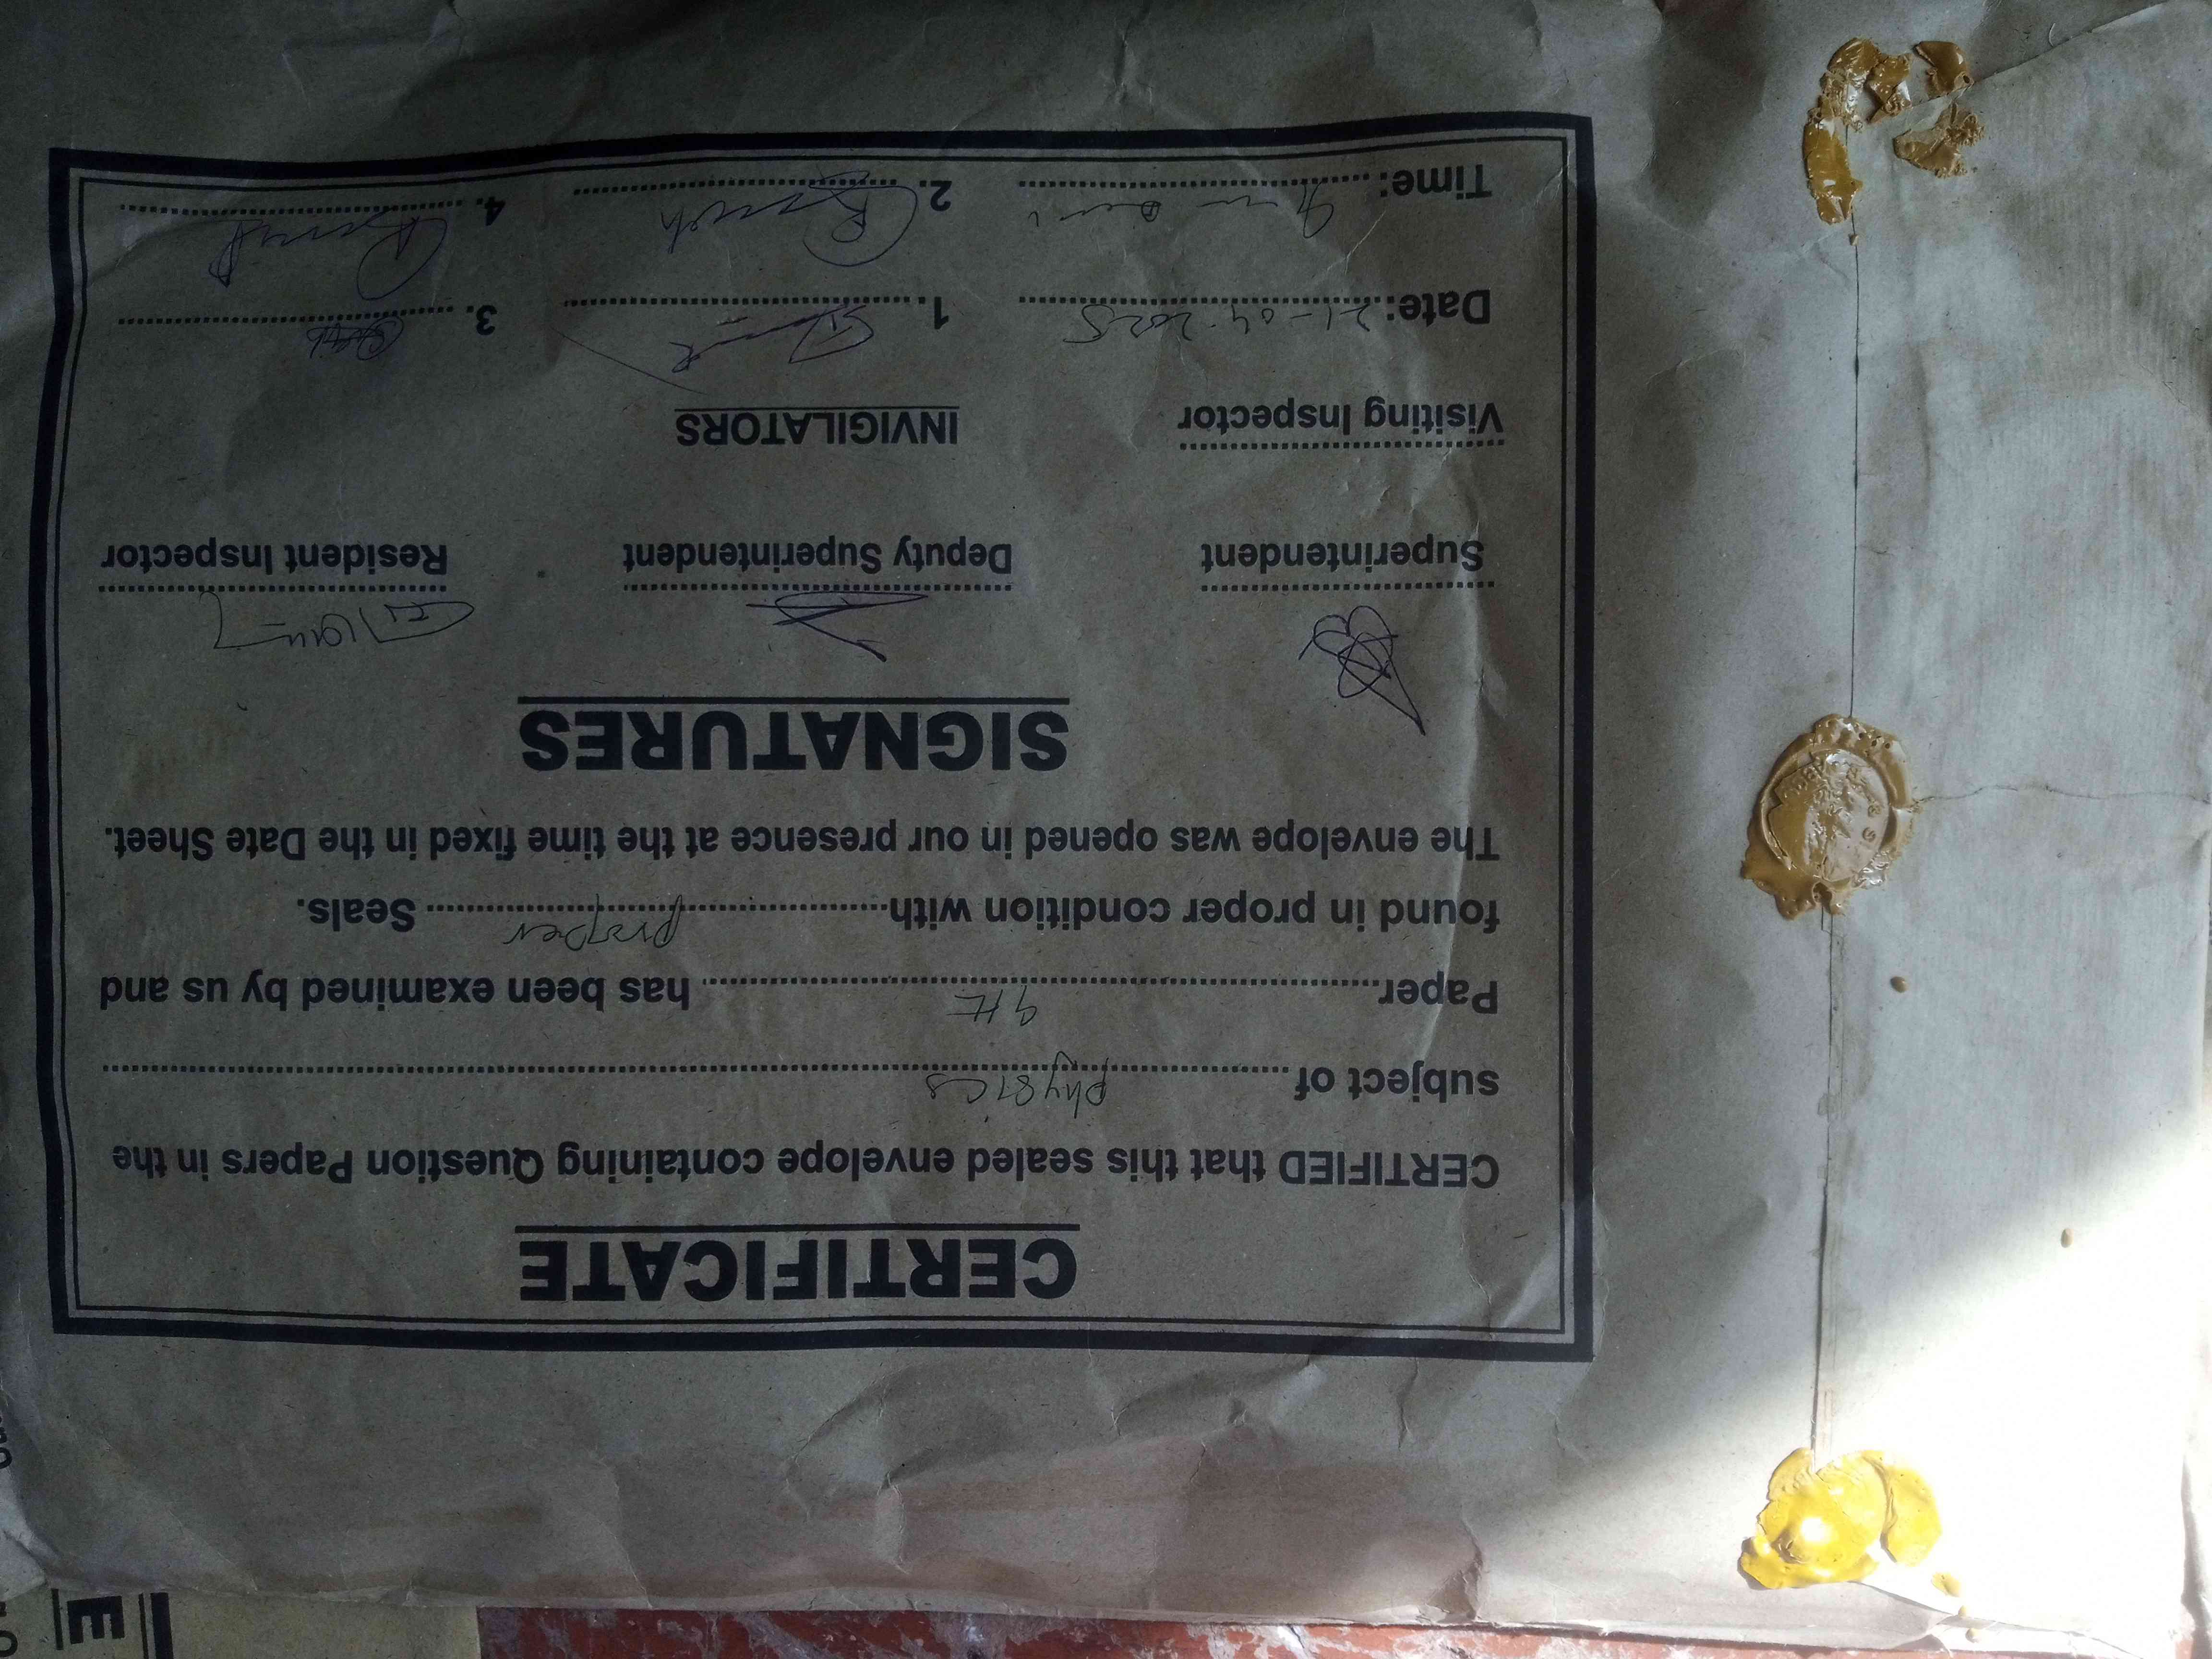 CERTIFICATE
CERTIFIED that this sealed envelope containing Question Papers in the
subject of physics
Paper 9th has been examined by us and
found in proper condition with proper Seals.
The envelope was opened in our presence at the time fixed in the Date Sheet.
SIGNATURES
Superintendent Deputy Superintendent Resident Inspector
Visiting Inspector INVIGILATORS
Date: 21-04-2025 1. 3.
Time: 2. 4.
E